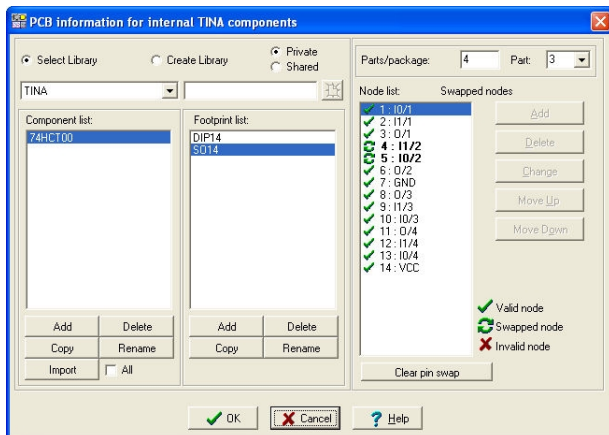 PCB information for internal TINA components
Select Library
Create Library
Private
Shared
Parts/package: 4 Part: 3
TINA
Node list: Swapped nodes
Component list:
Footprint list:
74HCT00
DIP14
SO14
1 : I0/1
2 : I1/1
3 : O/1
4 : I1/2
5 : I0/2
6 : O/2
7 : GND
8 : O/3
9 : I1/3
10 : I0/3
11 : O/4
12 : I1/4
13 : I0/4
14 : VCC
Add
Delete
Change
Move Up
Move Down
Valid node
Swapped node
Invalid node
Add Delete
Copy Rename
Import All
Add Delete
Copy Rename
Clear pin swap
OK Cancel Help